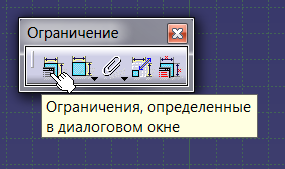 Ограничение
Ограничения, определенные
в диалоговом окне